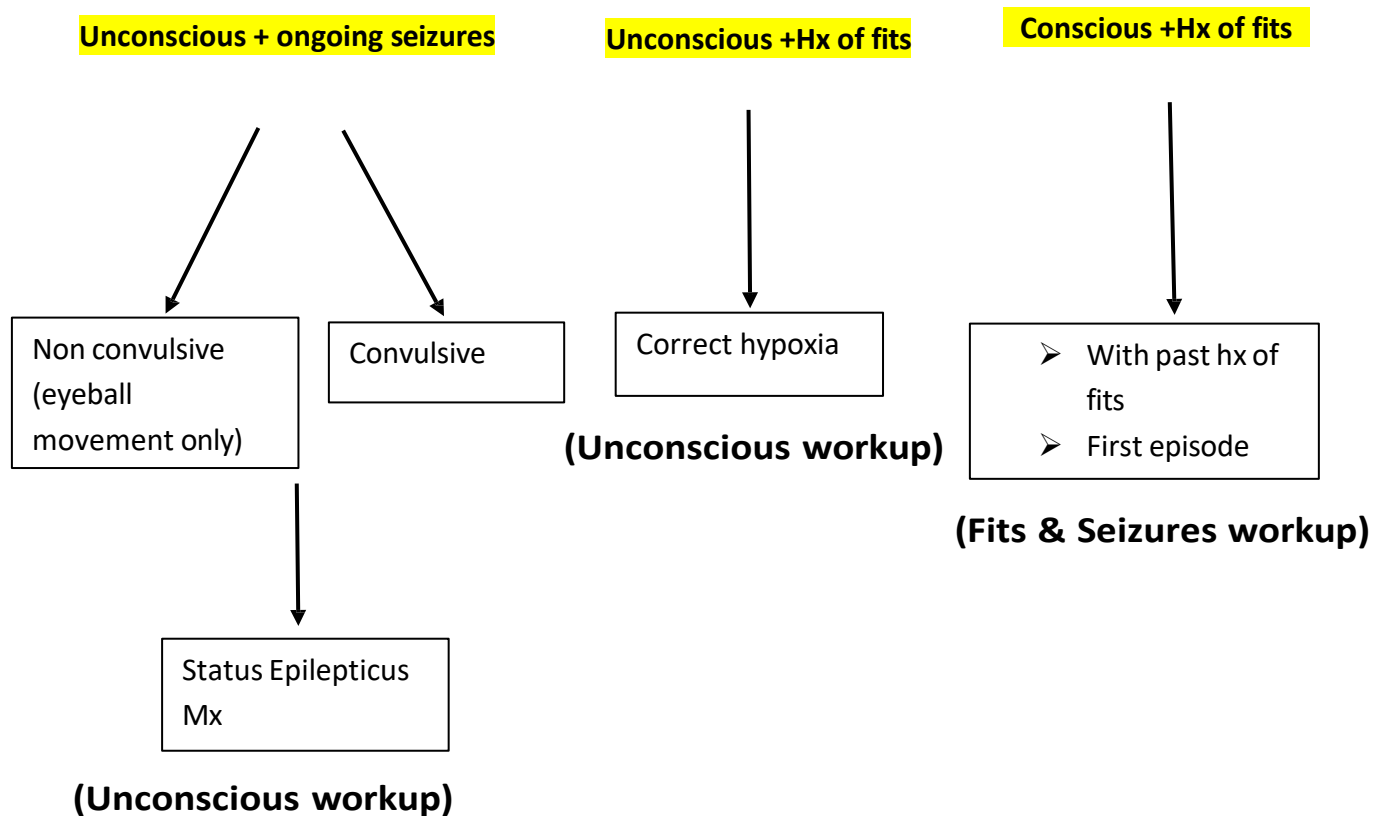 Unconscious + ongoing seizures
Unconscious +Hx of fits
Conscious +Hx of fits
Non convulsive
(eyeball
movement only)
Convulsive
Correct hypoxia
➢ With past hx of
fits
➢ First episode
(Unconscious workup)
(Fits & Seizures workup)
Status Epilepticus
Mx
(Unconscious workup)